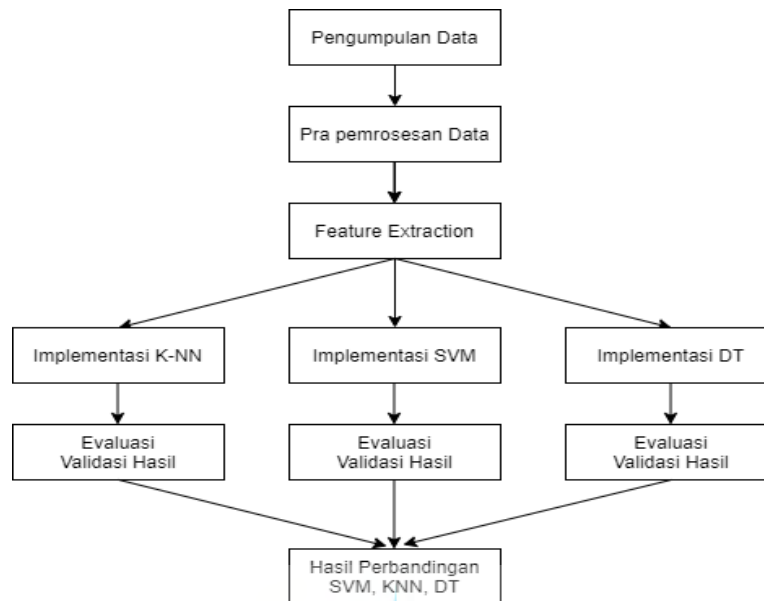 Pengumpulan Data
Pra pemrosesan Data
Feature Extraction
Implementasi K-NN
Implementasi SVM
Implementasi DT
Evaluasi
Validasi Hasil
Evaluasi
Validasi Hasil
Evaluasi
Validasi Hasil
Hasil Perbandingan
SVM, KNN, DT